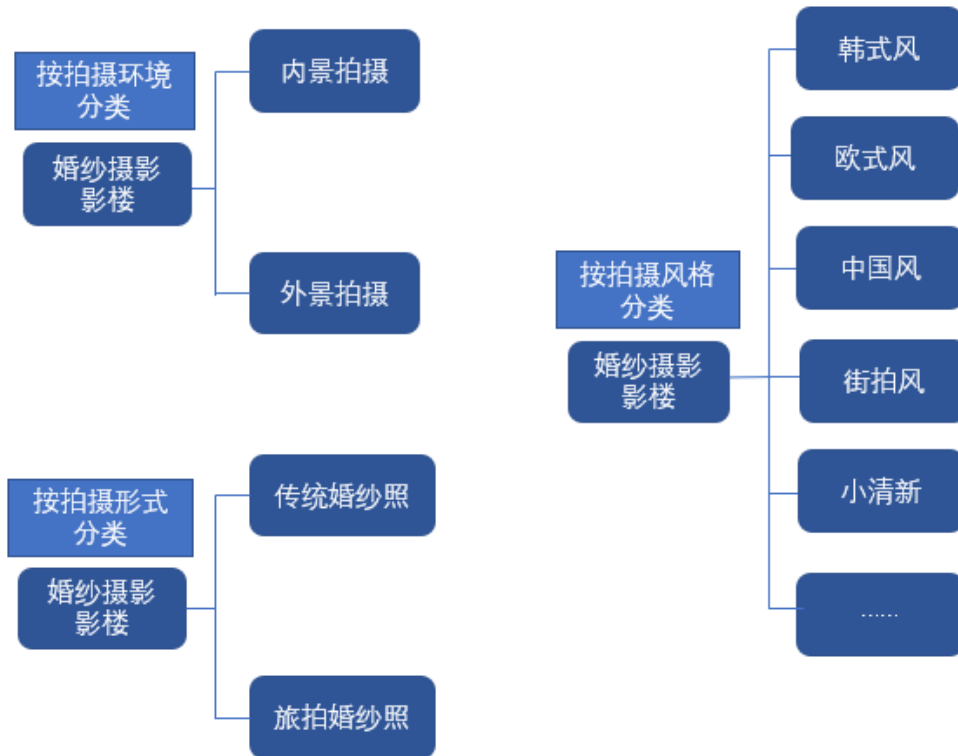 按拍摄环境
分类
婚纱摄影
影楼
内景拍摄
外景拍摄
按拍摄形式
分类
婚纱摄影
影楼
传统婚纱照
旅拍婚纱照
按拍摄风格
分类
婚纱摄影
影楼
韩式风
欧式风
中国风
街拍风
小清新
……